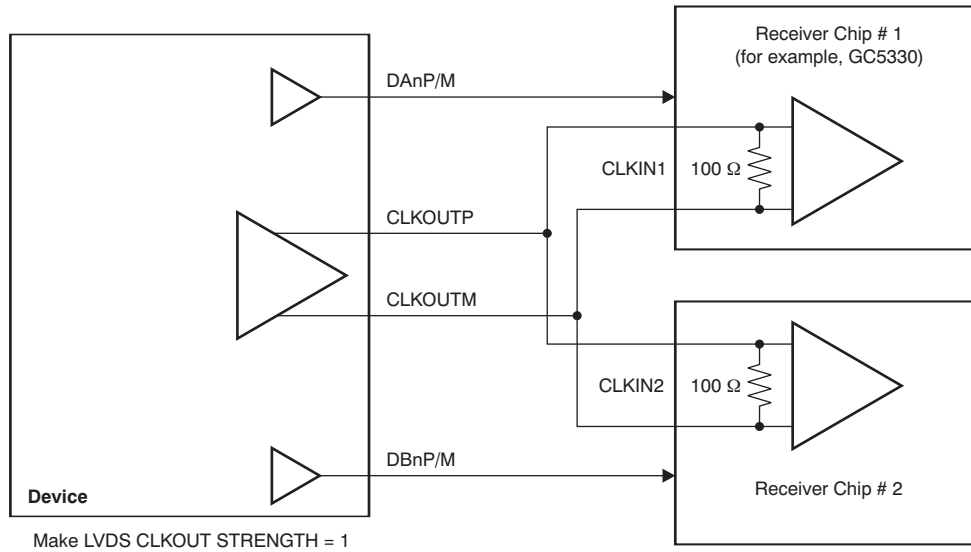 Receiver Chip # 1
(for example, GC5330)
DAnP/M
CLKIN1
100 Ω
CLKOUTP
CLKOUTM
CLKIN2
100 Ω
DBnP/M
Device
Receiver Chip # 2
Make LVDS CLKOUT STRENGTH = 1